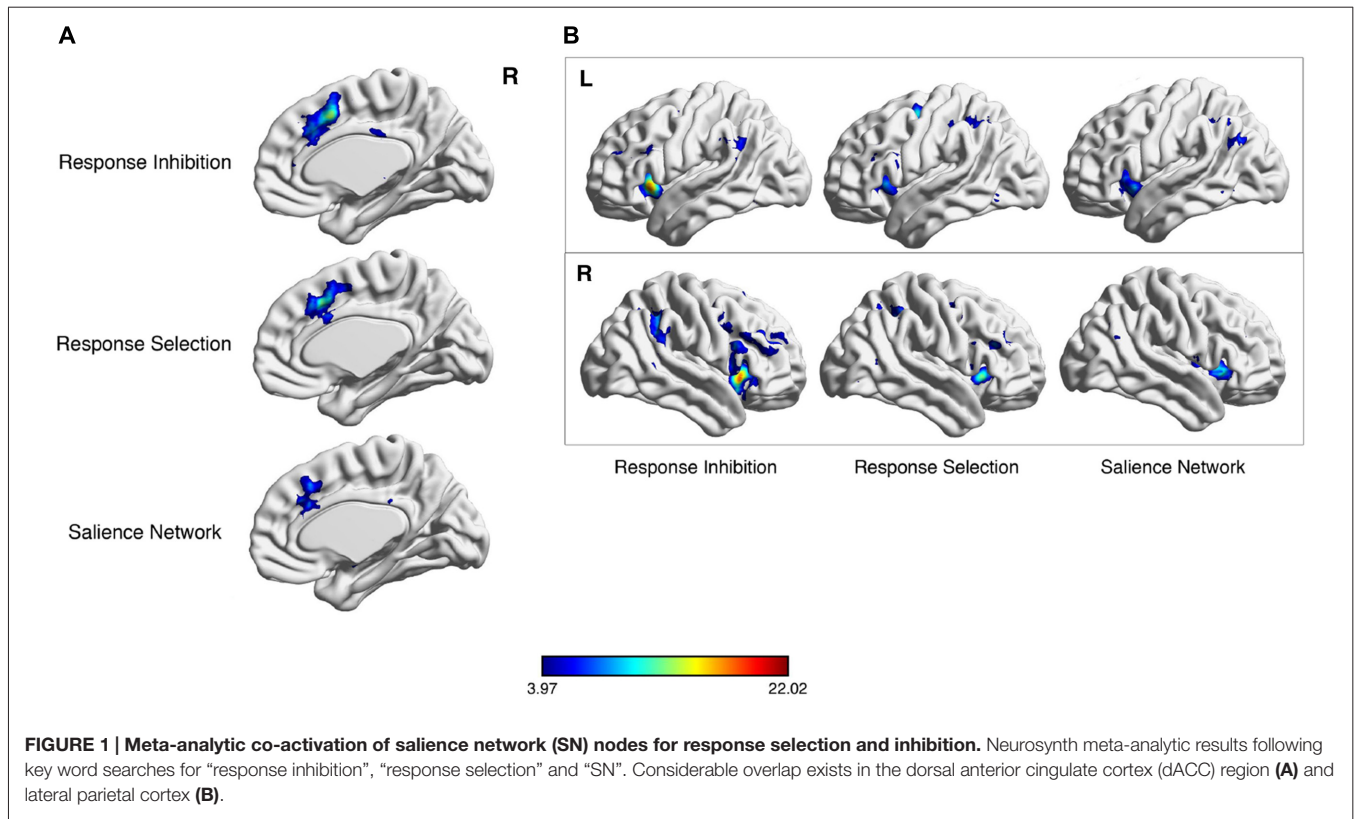 A
B
R
L
Response Inhibition
Response Selection
R
Response Inhibition Response Selection Salience Network
Salience Network
3.97 22.02
FIGURE 1 | Meta-analytic co-activation of salience network (SN) nodes for response selection and inhibition. Neurosynth meta-analytic results following
key word searches for “response inhibition”, “response selection” and “SN”. Considerable overlap exists in the dorsal anterior cingulate cortex (dACC) region (A) and
lateral parietal cortex (B).